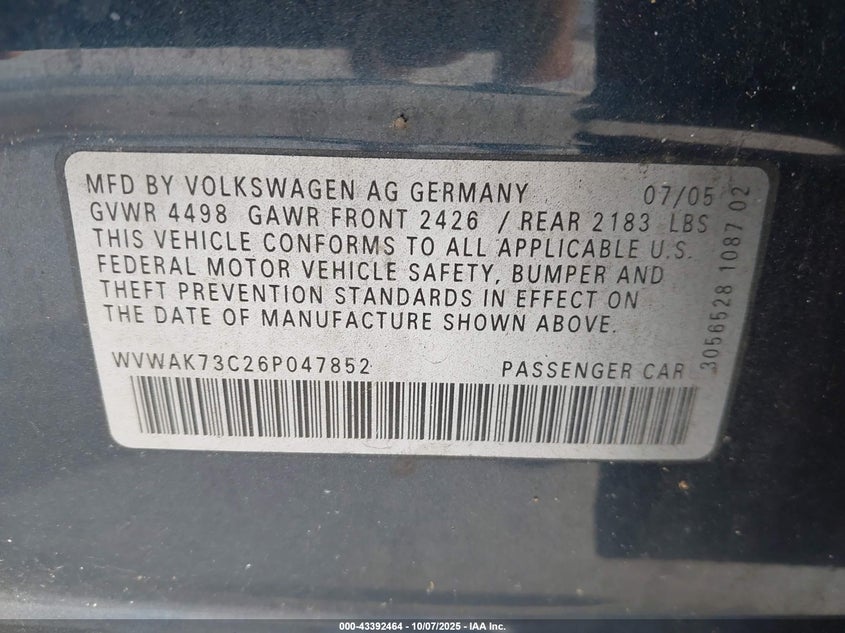 MFD BY VOLKSWAGEN AG GERMANY 07/05
GVWR 4498 GAWR FRONT 2426 / REAR 2183 LBS
THIS VEHICLE CONFORMS TO ALL APPLICABLE U.S.
FEDERAL MOTOR VEHICLE SAFETY, BUMPER AND
THEFT PREVENTION STANDARDS IN EFFECT ON
THE DATE OF MANUFACTURE SHOWN ABOVE.
WVWAK73C26P047852 PASSENGER CAR
3056528 1087 02
000-43392464 - 10/07/2025 - IAA Inc.